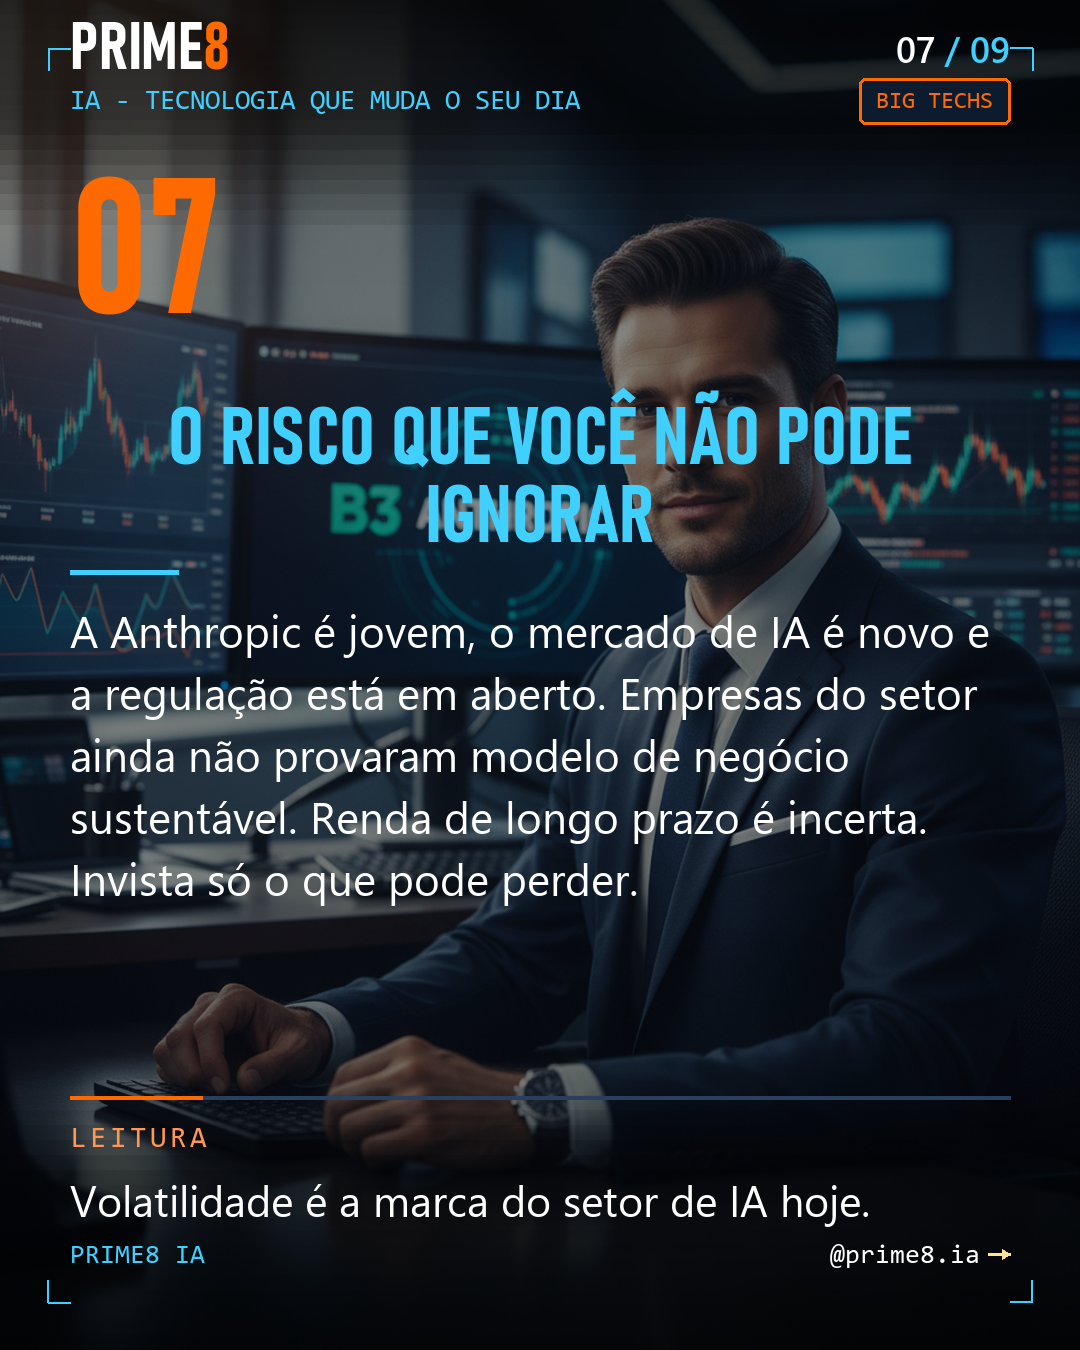 PRIME8
07 / 09
IA - TECNOLOGIA QUE MUDA O SEU DIA
BIG TECHS
07
O RISCO QUE VOCÊ NÃO PODE
IGNORAR
B3
A Anthropic é jovem, o mercado de IA é novo e
a regulação está em aberto. Empresas do setor
ainda não provaram modelo de negócio
sustentável. Renda de longo prazo é incerta.
Invista só o que pode perder.
LEITURA
Volatilidade é a marca do setor de IA hoje.
PRIME8 IA
@prime8.ia